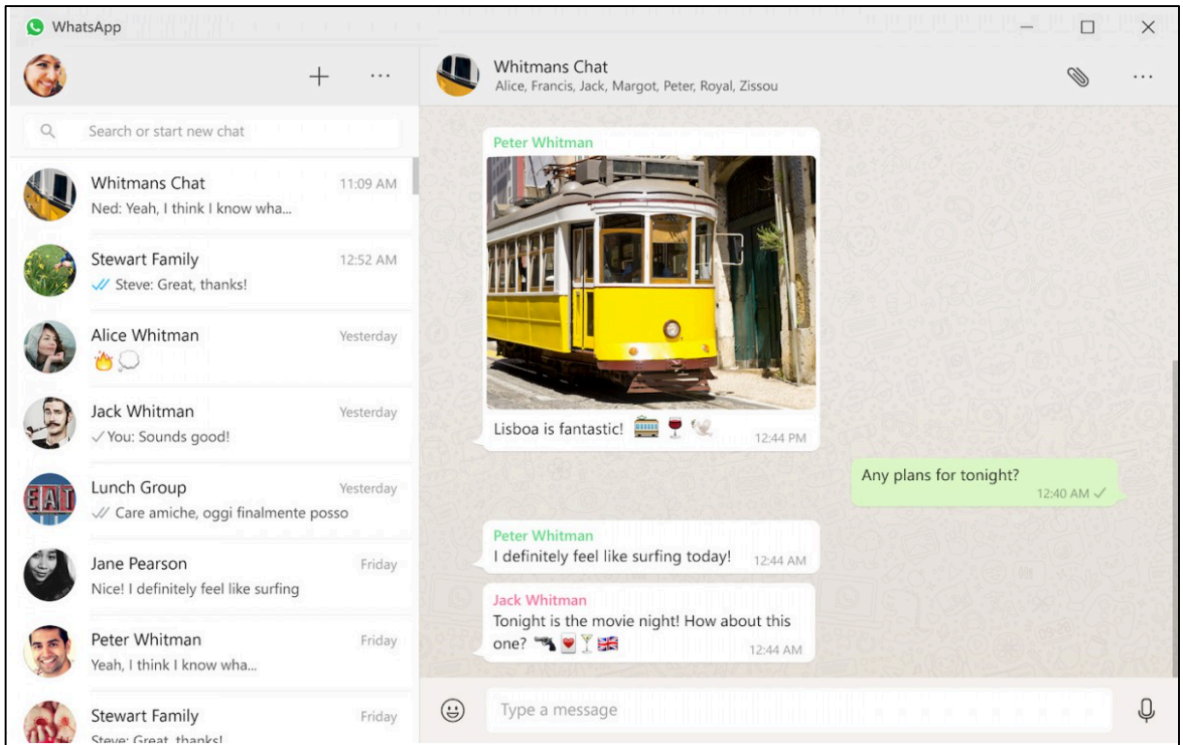 WhatsApp
Search or start new chat
Whitmans Chat
11:09 AM
Ned: Yeah, I think I know wha...
Stewart Family
12:52 AM
Steve: Great, thanks!
Alice Whitman
Yesterday
Jack Whitman
Yesterday
You: Sounds good!
EAT
Lunch Group
Yesterday
Care amiche, oggi finalmente posso
Jane Pearson
Friday
Nice! I definitely feel like surfing
Peter Whitman
Friday
Yeah, I think I know wha...
Stewart Family
Friday
Steve: Great, thanks!
Whitmans Chat
Alice, Francis, Jack, Margot, Peter, Royal, Zissou
Peter Whitman
Lisboa is fantastic!
12:44 PM
Any plans for tonight?
12:40 AM
Peter Whitman
I definitely feel like surfing today!
12:44 AM
Jack Whitman
Tonight is the movie night! How about this
one?
12:44 AM
Type a message